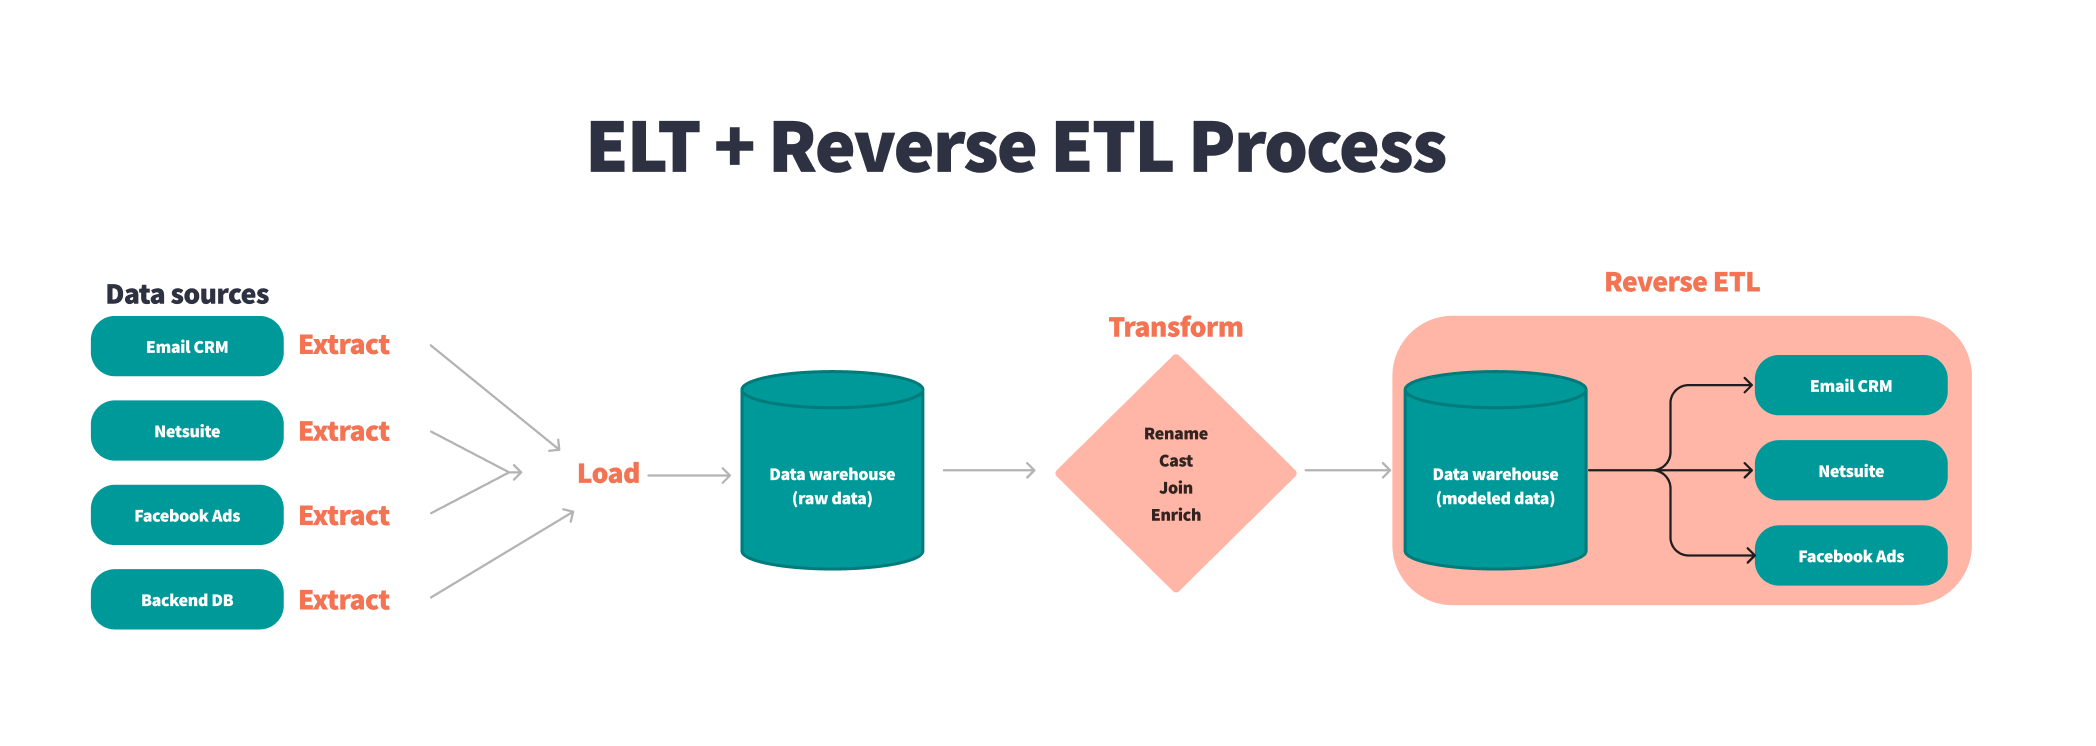 ELT + Reverse ETL Process
Data sources
Email CRM
Extract
Netsuite
Extract
Facebook Ads
Extract
Backend DB
Extract
Load
Data warehouse
(raw data)
Transform
Rename
Cast
Join
Enrich
Reverse ETL
Data warehouse
(modeled data)
Email CRM
Netsuite
Facebook Ads